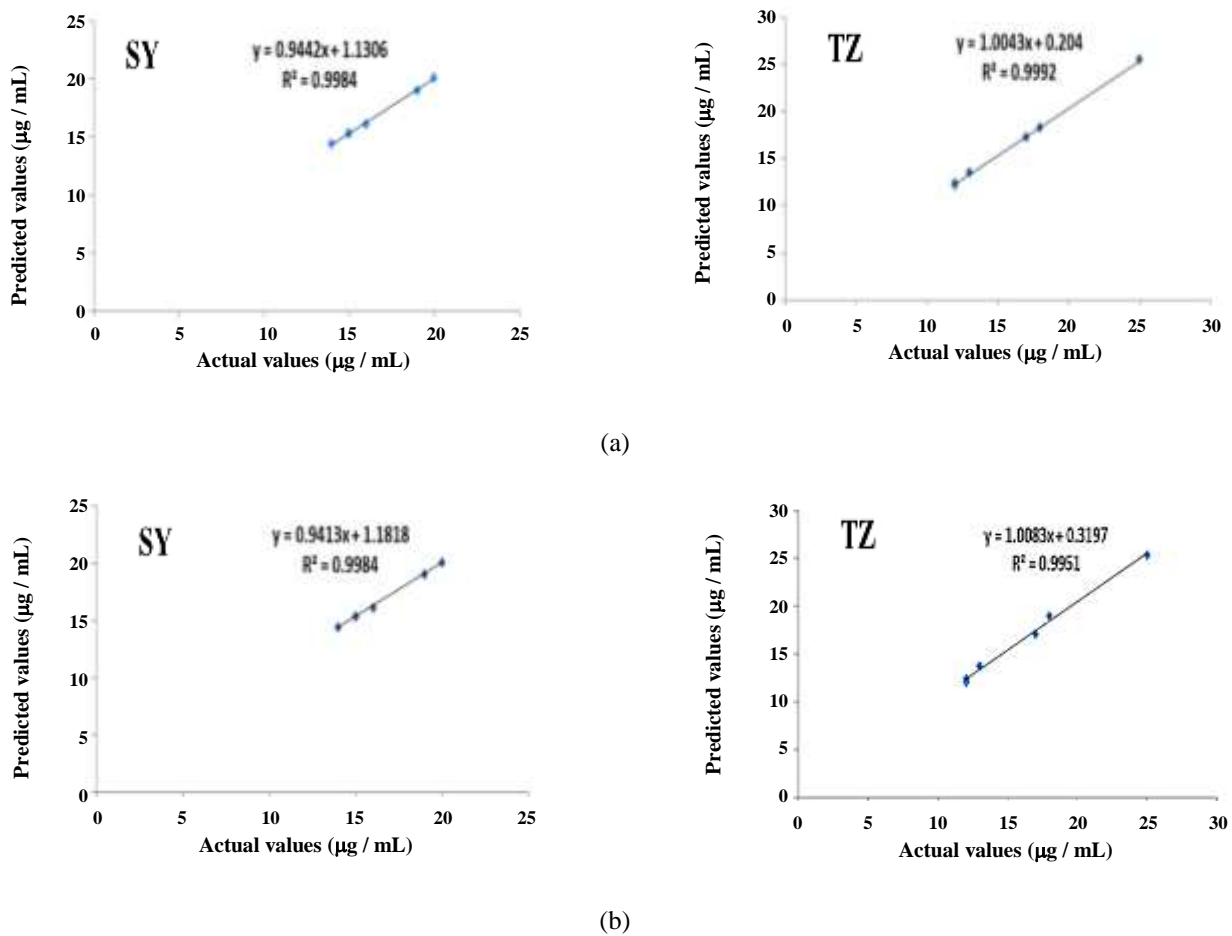 SY
y = 0.9442x + 1.1306
R² = 0.9984
25
20
15
10
5
0
0 5 10 15 20 25
Predicted values (µg / mL)
Actual values (µg / mL)
TZ
y = 1.0043x + 0.204
R² = 0.9992
30
25
20
15
10
5
0
0 5 10 15 20 25 30
Predicted values (µg / mL)
Actual values (µg / mL)
(a)
SY
y = 0.9413x + 1.1818
R² = 0.9984
25
20
15
10
5
0
0 5 10 15 20 25
Predicted values (µg / mL)
Actual values (µg / mL)
TZ
y = 1.0083x + 0.3197
R² = 0.9951
30
25
20
15
10
5
0
0 5 10 15 20 25 30
Predicted values (µg / mL)
Actual values (µg / mL)
(b)